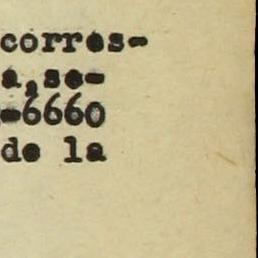 corres-
a,se-
-6660
de la